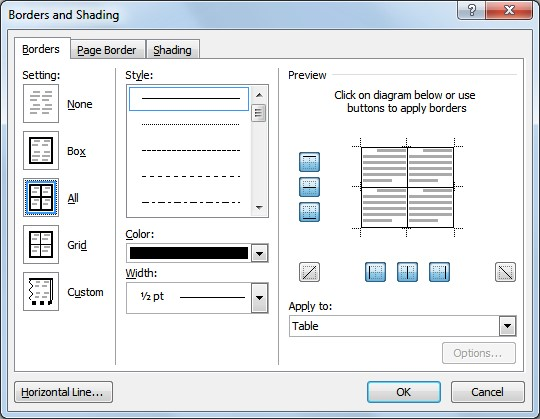 Borders and Shading
Borders
Page Border
Shading
Setting:
None
Box
All
Grid
Custom
Style:
Color:
Width:
½ pt
Preview
Click on diagram below or use
buttons to apply borders
Apply to:
Table
Options...
Horizontal Line...
OK
Cancel